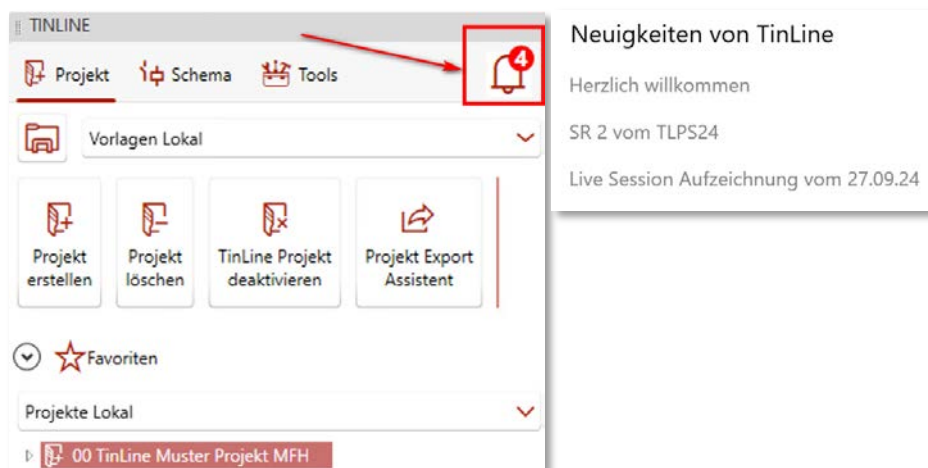 TINLINE
Projekt Schema Tools
4
Vorlagen Lokal
Projekt erstellen
Projekt löschen
TinLine Projekt deaktivieren
Projekt Export Assistent
Favoriten
Projekte Lokal
00 TinLine Muster Projekt MFH
Neuigkeiten von TinLine
Herzlich willkommen
SR 2 vom TLPS24
Live Session Aufzeichnung vom 27.09.24